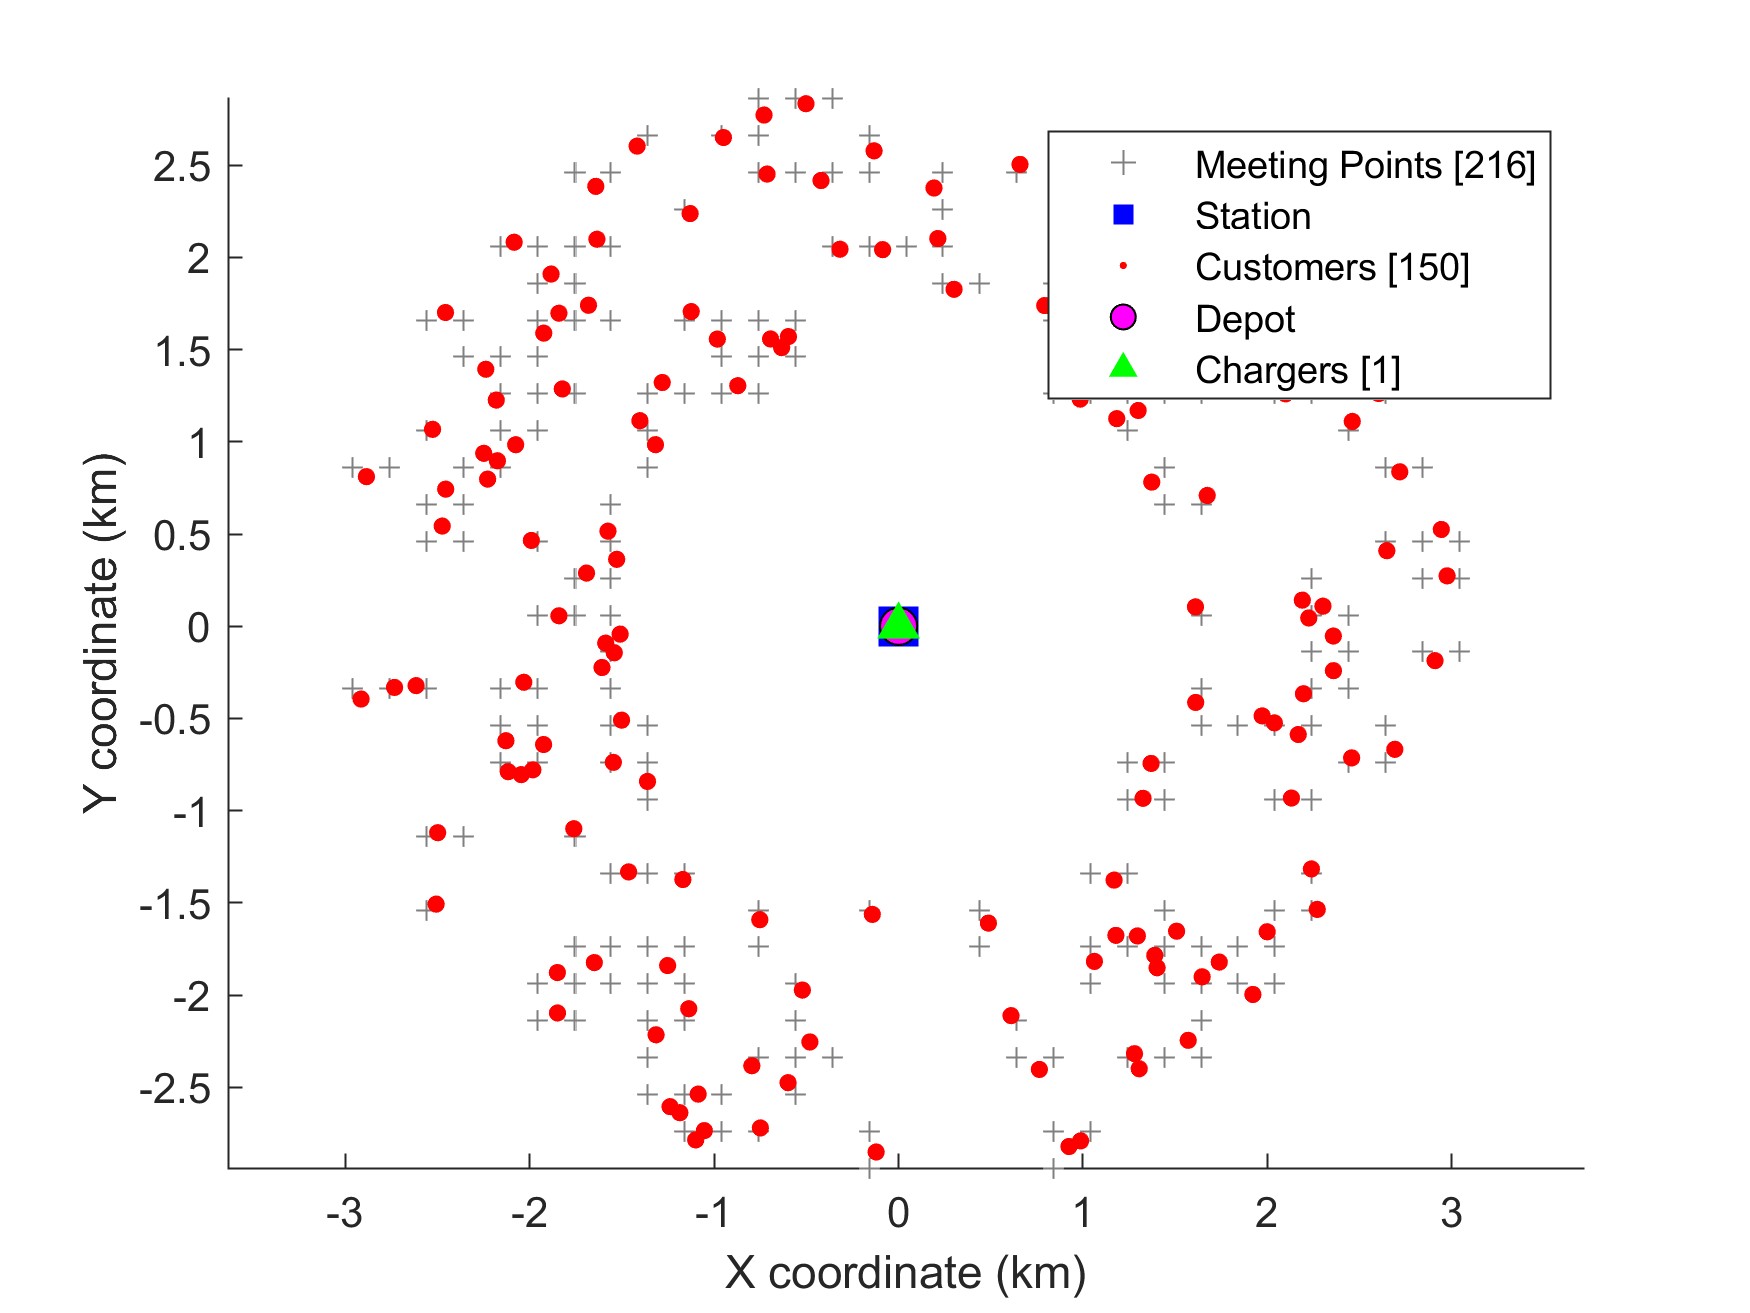 Meeting Points [216]
Station
Customers [150]
Depot
Chargers [1]
2.5
2
1.5
1
0.5
0
-0.5
-1
-1.5
-2
-2.5
Y coordinate (km)
-3 -2 -1 0 1 2 3
X coordinate (km)